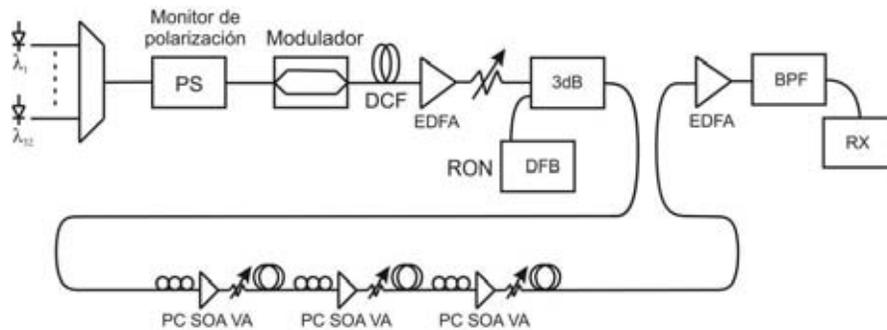 Monitor de
polarización
Modulador
λ1
λ32
PS
DCF
EDFA
3dB
RON
DFB
EDFA
BPF
RX
PC SOA VA
PC SOA VA
PC SOA VA